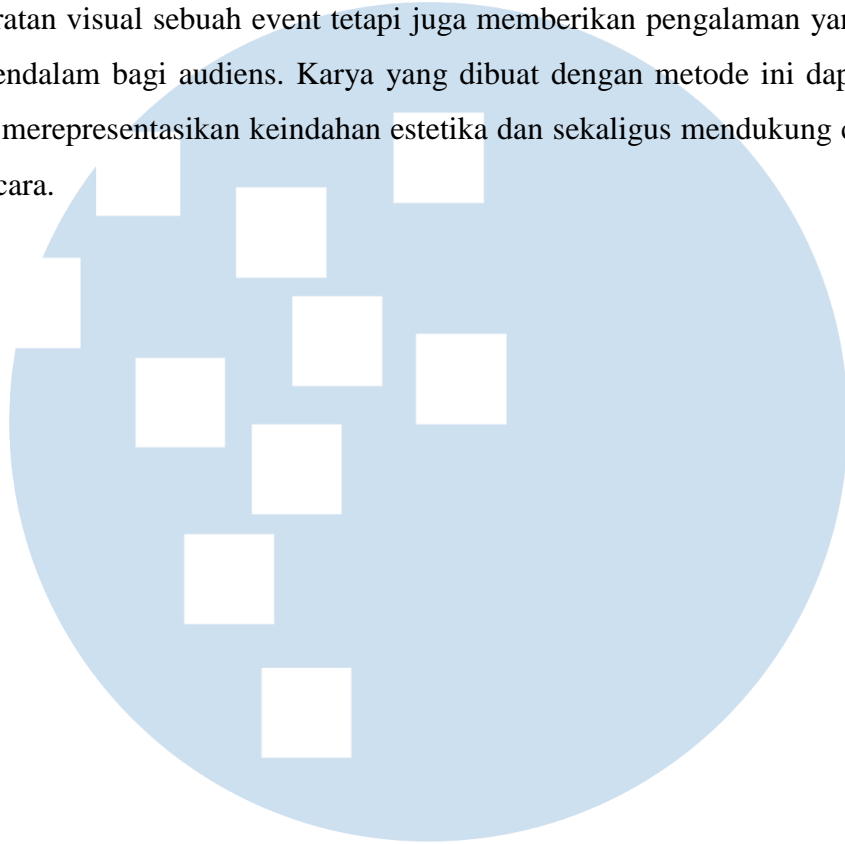 ratan visual sebuah event tetapi juga memberikan pengalaman yan
endalam bagi audiens. Karya yang dibuat dengan metode ini dap
merepresentasikan keindahan estetika dan sekaligus mendukung
cara.